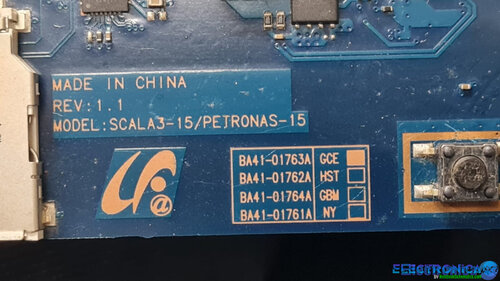 MADE IN CHINA
REV:1.1
MODEL:SCALA3-15/PETRONAS-15
BA41-01763A GCE
BA41-01762A HST
BA41-01764A GBM
BA41-01761A NY
@